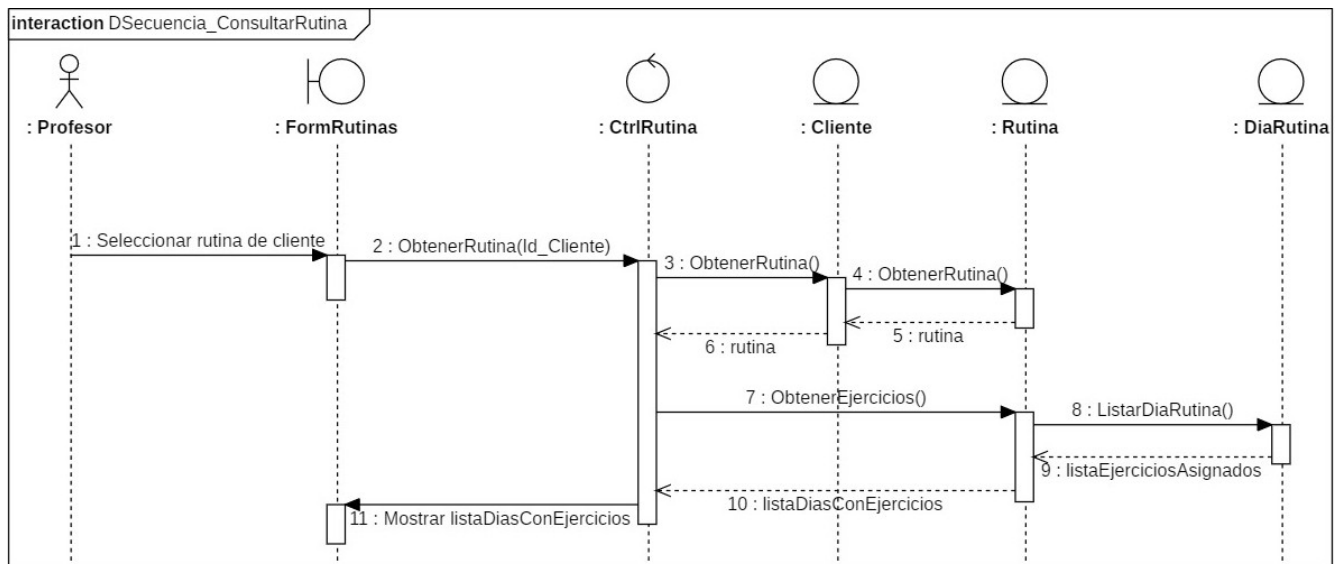 interaction DSecuencia_ConsultarRutina
: Profesor
: FormRutinas
: CtrlRutina
: Cliente
: Rutina
: DiaRutina
1 : Seleccionar rutina de cliente
2 : ObtenerRutina(Id_Cliente)
3 : ObtenerRutina()
4 : ObtenerRutina()
5 : rutina
6 : rutina
7 : ObtenerEjercicios()
8 : ListarDiaRutina()
9 : listaEjerciciosAsignados
10 : listaDiasConEjercicios
11 : Mostrar listaDiasConEjercicios